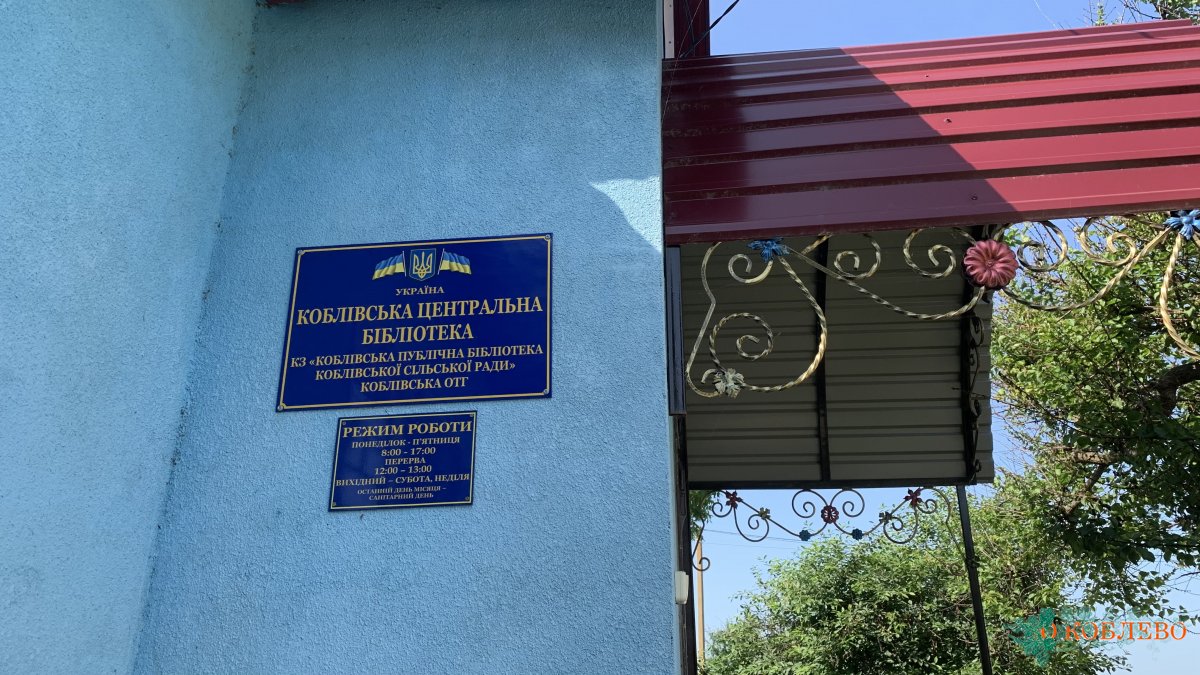 УКРАЇНА
КОБЛІВСЬКА ЦЕНТРАЛЬНА
БІБЛІОТЕКА
КЗ «КОБЛІВСЬКА ПУБЛІЧНА БІБЛІОТЕКА
КОБЛІВСЬКОЇ СІЛЬСЬКОЇ РАДИ»
КОБЛІВСЬКА ОТГ
РЕЖИМ РОБОТИ
ПОНЕДІЛОК - П'ЯТНИЦЯ
8:00 - 17:00
ПЕРЕРВА
12:00 – 13:00
ВИХІДНИЙ – СУБОТА, НЕДІЛЯ
ОСТАННІЙ ДЕНЬ МІСЯЦЯ –
САНІТАРНИЙ ДЕНЬ
КОБЛЕВО